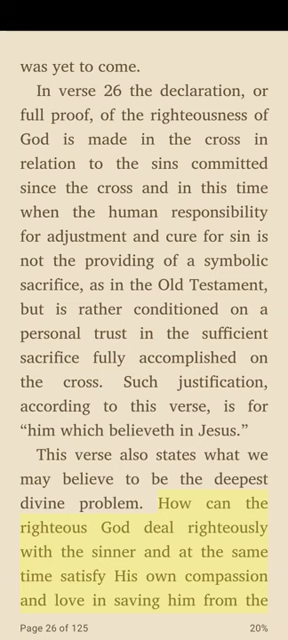 was yet to come.
In verse 26 the declaration, or
full proof, of the righteousness of
God is made in the cross in
relation to the sins committed
since the cross and in this time
when the human responsibility
for adjustment and cure for sin is
not the providing of a symbolic
sacrifice, as in the Old Testament,
but is rather conditioned on a
personal trust in the sufficient
sacrifice fully accomplished on
the cross. Such justification,
according to this verse, is for
“him which believeth in Jesus.”
This verse also states what we
may believe to be the deepest
divine problem. How can the
righteous God deal righteously
with the sinner and at the same
time satisfy His own compassion
and love in saving him from the
Page 26 of 125 20%